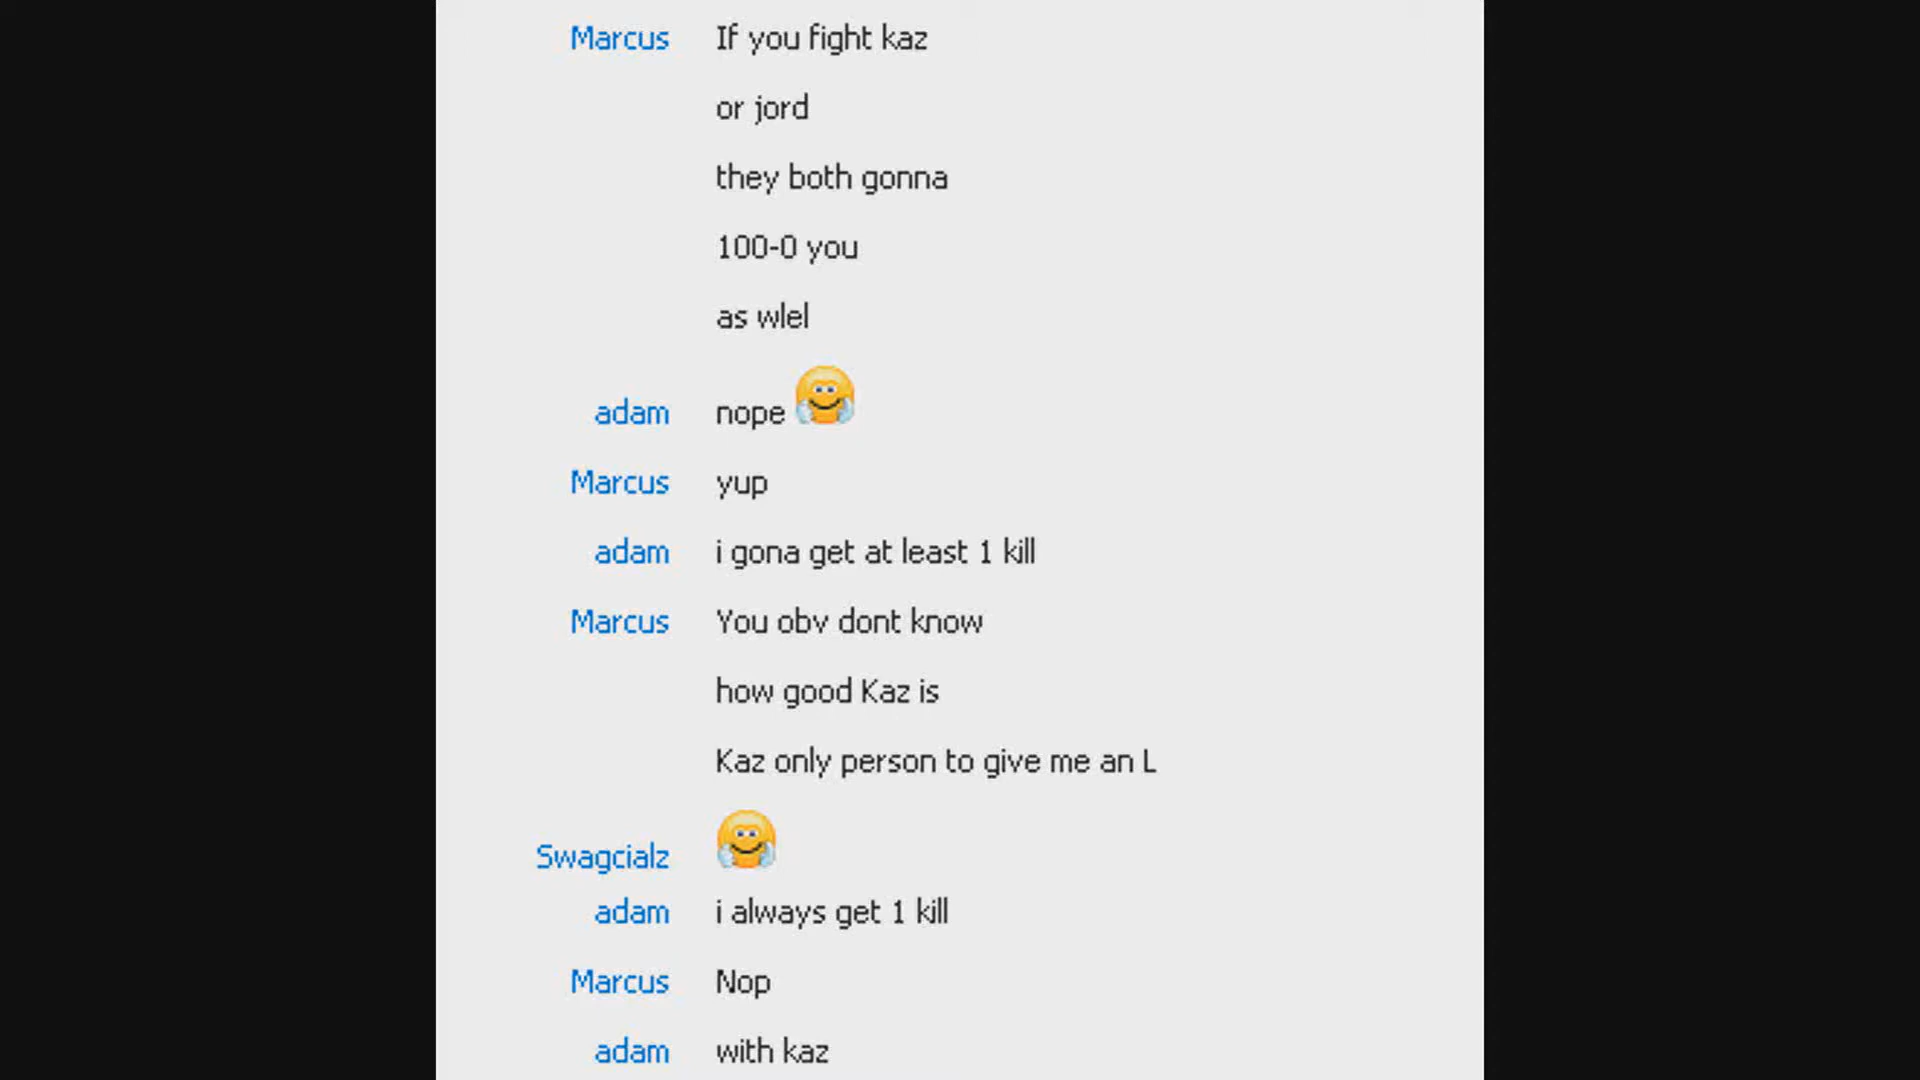 Marcus If you fight kaz
or jord
they both gonna
100-0 you
as wlel
adam nope
Marcus yup
adam i gona get at least 1 kill
Marcus You obv dont know
how good Kaz is
Kaz only person to give me an L
Swagcialz
adam i always get 1 kill
Marcus Nop
adam with kaz